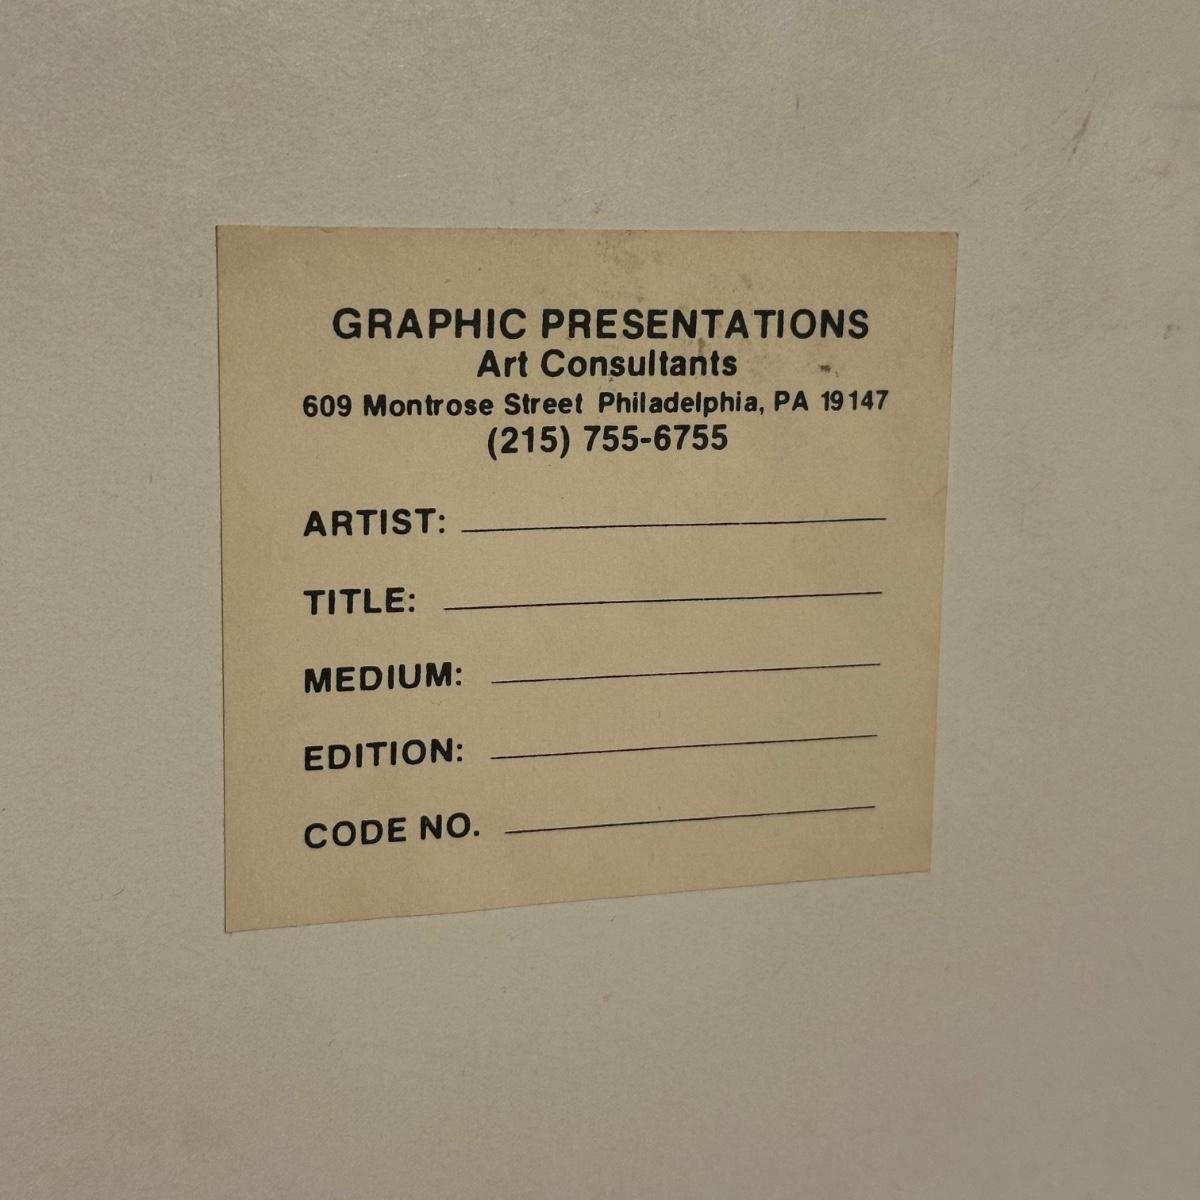 GRAPHIC PRESENTATIONS
Art Consultants
609 Montrose Street Philadelphia, PA 19147
(215) 755-6755
ARTIST:
TITLE:
MEDIUM:
EDITION:
CODE NO.